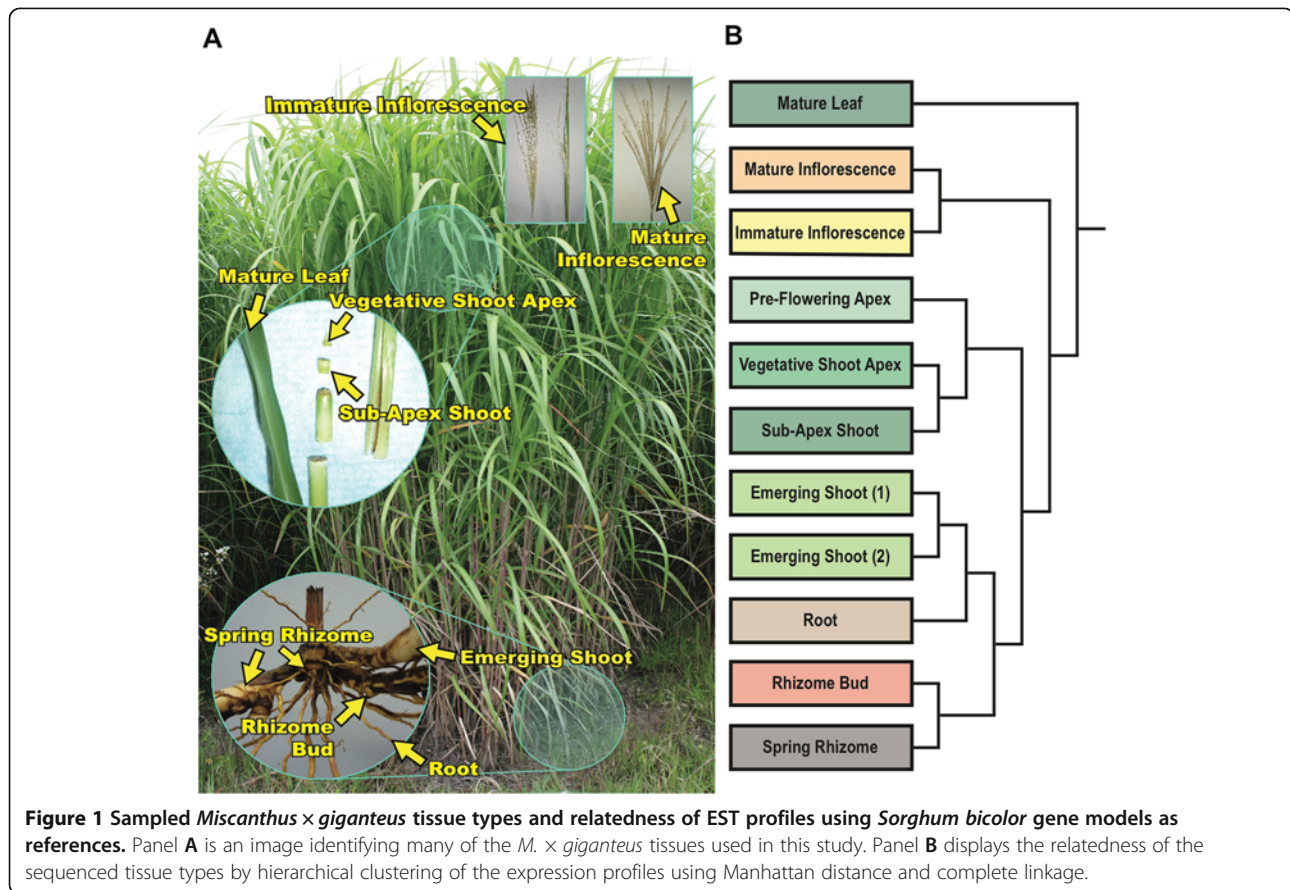 A
B
Immature Inflorescence
Mature
Inflorescence
Mature Leaf
Vegetative Shoot Apex
Sub-Apex Shoot
Spring Rhizome
Emerging Shoot
Rhizome
Bud
Root
Mature Leaf
Mature Inflorescence
Immature Inflorescence
Pre-Flowering Apex
Vegetative Shoot Apex
Sub-Apex Shoot
Emerging Shoot (1)
Emerging Shoot (2)
Root
Rhizome Bud
Spring Rhizome
Figure 1 Sampled Miscanthus × giganteus tissue types and relatedness of EST profiles using Sorghum bicolor gene models as
references. Panel A is an image identifying many of the M. × giganteus tissues used in this study. Panel B displays the relatedness of the
sequenced tissue types by hierarchical clustering of the expression profiles using Manhattan distance and complete linkage.